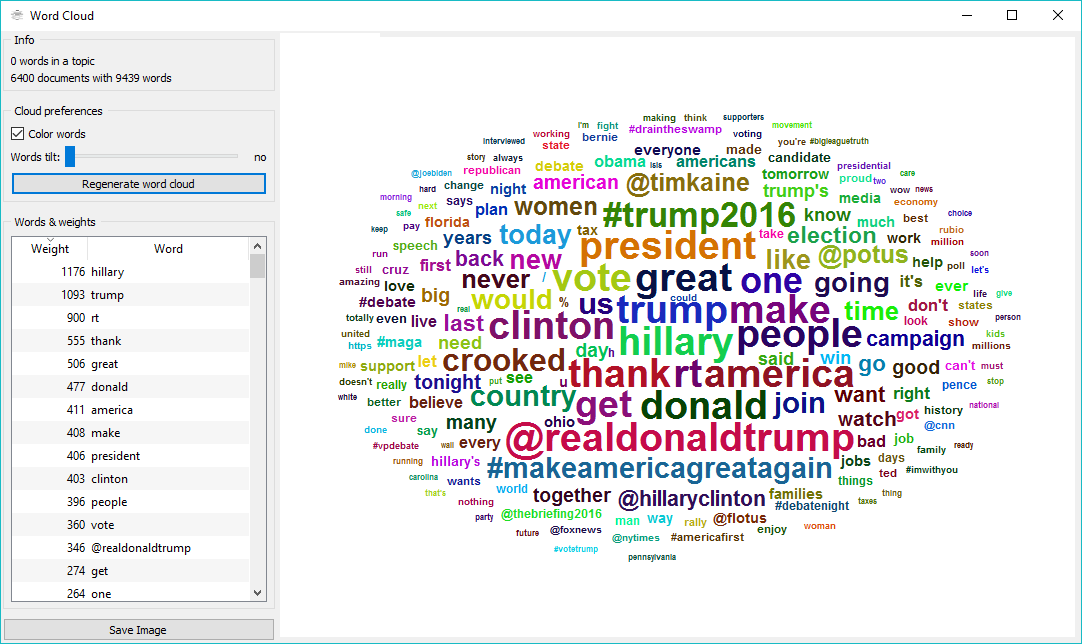 Word Cloud
Info
0 words in a topic
6400 documents with 9439 words
Cloud preferences
Color words
Words tilt: no
Regenerate word cloud
Words & weights
Weight Word
1176 hillary
1093 trump
900 rt
555 thank
506 great
477 donald
411 america
408 make
406 president
403 clinton
396 people
360 vote
346 @realdonaldtrump
274 get
264 one
Save Image
making think supporters
I'm fight #draintheswamp voting movement
interviewed working bernie you're #bigleaguetruth
state everyone made
story always debate obama isis americans candidate
@joebiden republican tomorrow presidential care
hard change night american @timkaine trump's proud two wow news
morning says plan women media economy
next #trump2016 know best choice
safe pay florida tax much
keep years today president take election work rubio
speech million
run back new like @potus help poll soon
still cruz first let's
amazing love never / vote great one going it's ever life give
#debate big would % could don't states
totally even live real us trump make time person
united last clinton look show
https #maga need hillary people campaign kids
day h millions
mike support let crooked said win go good can't must
doesn't really tonight put see u thank rt america pence stop
white better believe country get donald join want right
sure many ohio watch got history national
done say @realdonaldtrump @cnn
#vpdebate wall every bad job family ready
running hillary's #makeamericagreatagain jobs days
carolina wants things ted #imwithyou
that's world together @hillaryclinton families thing
nothing #debatenight taxes
party @thebriefing2016 man way rally @flotus woman
future @foxnews @nytimes #americafirst enjoy
#votetrump pennsylvania